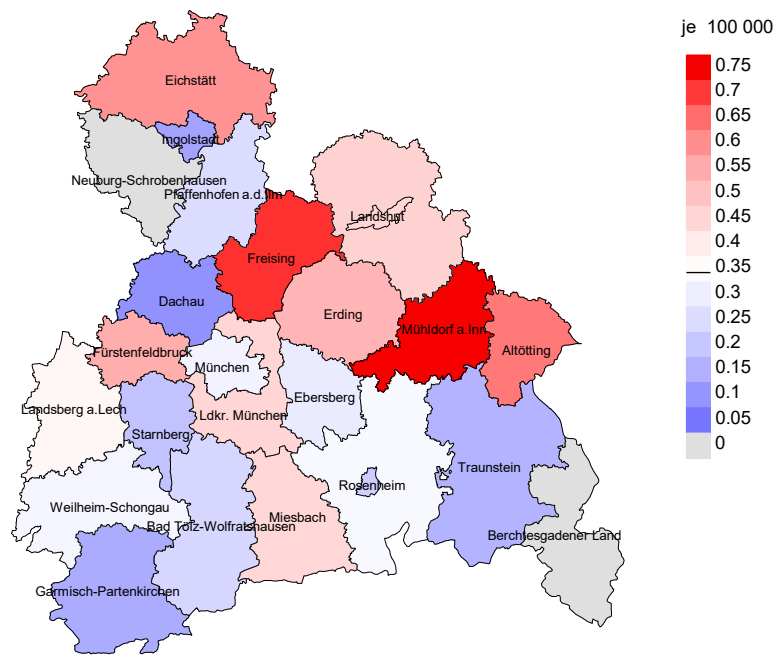 je 100 000
0.75
0.7
0.65
0.6
0.55
0.5
0.45
0.4
0.35
0.3
0.25
0.2
0.15
0.1
0.05
0
Eichstätt
Ingolstadt
Neuburg-Schrobenhausen
Pfaffenhofen a.d.Ilm
Landshut
Freising
Dachau
Erding
Mühldorf a.Inn
Altötting
Fürstenfeldbruck
München
Ebersberg
Landsberg a.Lech
Ldkr. München
Starnberg
Traunstein
Rosenheim
Weilheim-Schongau
Miesbach
Bad Tölz-Wolfratshausen
Berchtesgadener Land
Garmisch-Partenkirchen